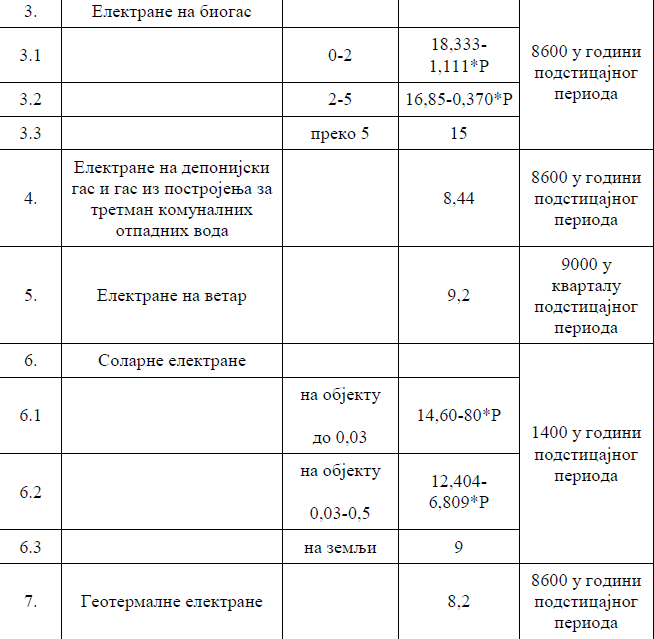 3.
Електране на биогас
8600 у години
подстицајног
периода
3.1
0-2
18,333-
1,111*P
3.2
2-5
16,85-0,370*P
3.3
преко 5
15
4.
Електране на депонијски
гас и гас из постројења за
третман комуналних
отпадних вода
8,44
8600 у години
подстицајног
периода
5.
Електране на ветар
9,2
9000 у
кварталу
подстицајног
периода
6.
Соларне електране
1400 у години
подстицајног
периода
6.1
на објекту
до 0,03
14,60-80*P
6.2
на објекту
0,03-0,5
12,404-
6,809*P
6.3
на земљи
9
7.
Геотермалне електране
8,2
8600 у години
подстицајног
периода